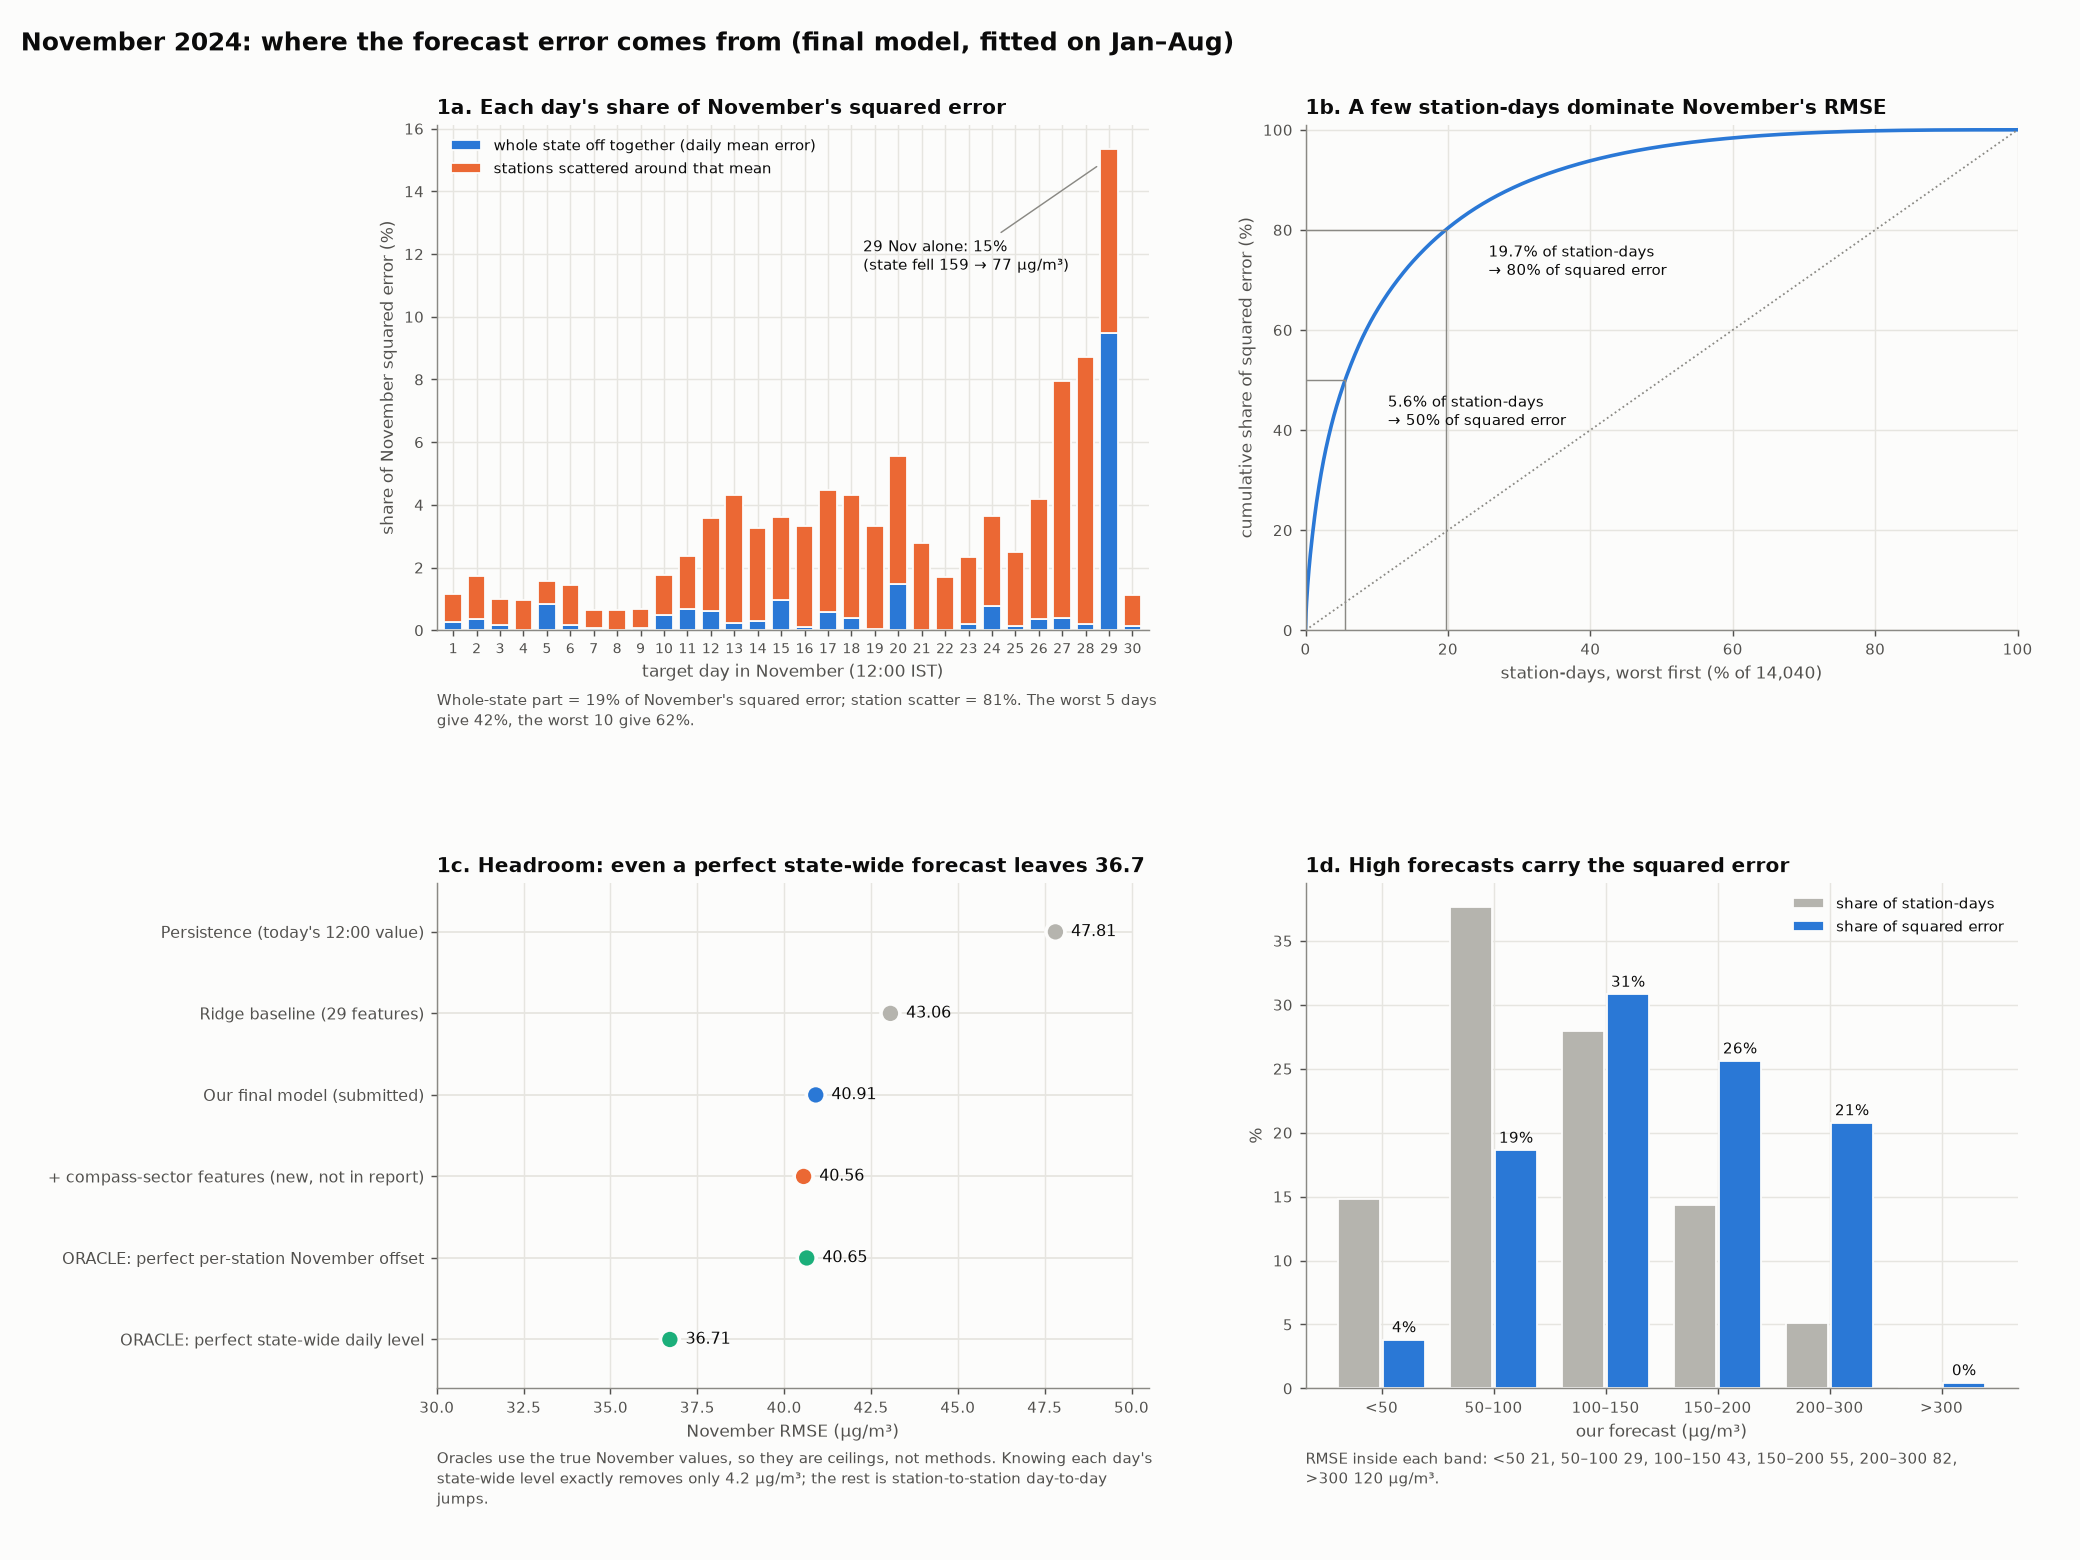 November 2024: where the forecast error comes from (final model, fitted on Jan–Aug)
1a. Each day's share of November's squared error
16
14
12
10
8
6
4
2
0
share of November squared error (%)
whole state off together (daily mean error)
stations scattered around that mean
29 Nov alone: 15%
(state fell 159 → 77 µg/m³)
1 2 3 4 5 6 7 8 9 10 11 12 13 14 15 16 17 18 19 20 21 22 23 24 25 26 27 28 29 30
target day in November (12:00 IST)
Whole-state part = 19% of November's squared error; station scatter = 81%. The worst 5 days
give 42%, the worst 10 give 62%.
1b. A few station-days dominate November's RMSE
100
80
60
40
20
0
cumulative share of squared error (%)
19.7% of station-days
→ 80% of squared error
5.6% of station-days
→ 50% of squared error
0 20 40 60 80 100
station-days, worst first (% of 14,040)
1c. Headroom: even a perfect state-wide forecast leaves 36.7
Persistence (today's 12:00 value)
47.81
Ridge baseline (29 features)
43.06
Our final model (submitted)
40.91
+ compass-sector features (new, not in report)
40.56
ORACLE: perfect per-station November offset
40.65
ORACLE: perfect state-wide daily level
36.71
30.0 32.5 35.0 37.5 40.0 42.5 45.0 47.5 50.0
November RMSE (µg/m³)
Oracles use the true November values, so they are ceilings, not methods. Knowing each day's
state-wide level exactly removes only 4.2 µg/m³; the rest is station-to-station day-to-day
jumps.
1d. High forecasts carry the squared error
share of station-days
share of squared error
35
30
25
20
15
10
5
0
%
4%
19%
31%
26%
21%
0%
<50 50–100 100–150 150–200 200–300 >300
our forecast (µg/m³)
RMSE inside each band: <50 21, 50–100 29, 100–150 43, 150–200 55, 200–300 82,
>300 120 µg/m³.